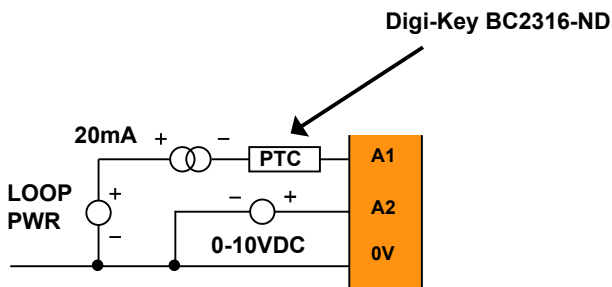 Digi-Key BC2316-ND
20mA + −
PTC
A1
LOOP
PWR
+
−
− +
A2
0-10VDC
0V